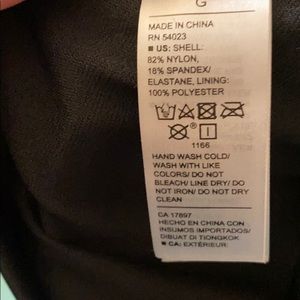 G
MADE IN CHINA
RN 54023
■ US: SHELL:
82% NYLON,
18% SPANDEX/
ELASTANE, LINING:
100% POLYESTER
1166
HAND WASH COLD/
WASH WITH LIKE
COLORS/ DO NOT
BLEACH/ LINE DRY/ DO
NOT IRON/ DO NOT DRY
CLEAN
CA 17897
HECHO EN CHINA CON
INSUMOS IMPORTADOS/
DIBUAT DI TIONGKOK
■ CA: EXTÉRIEUR: